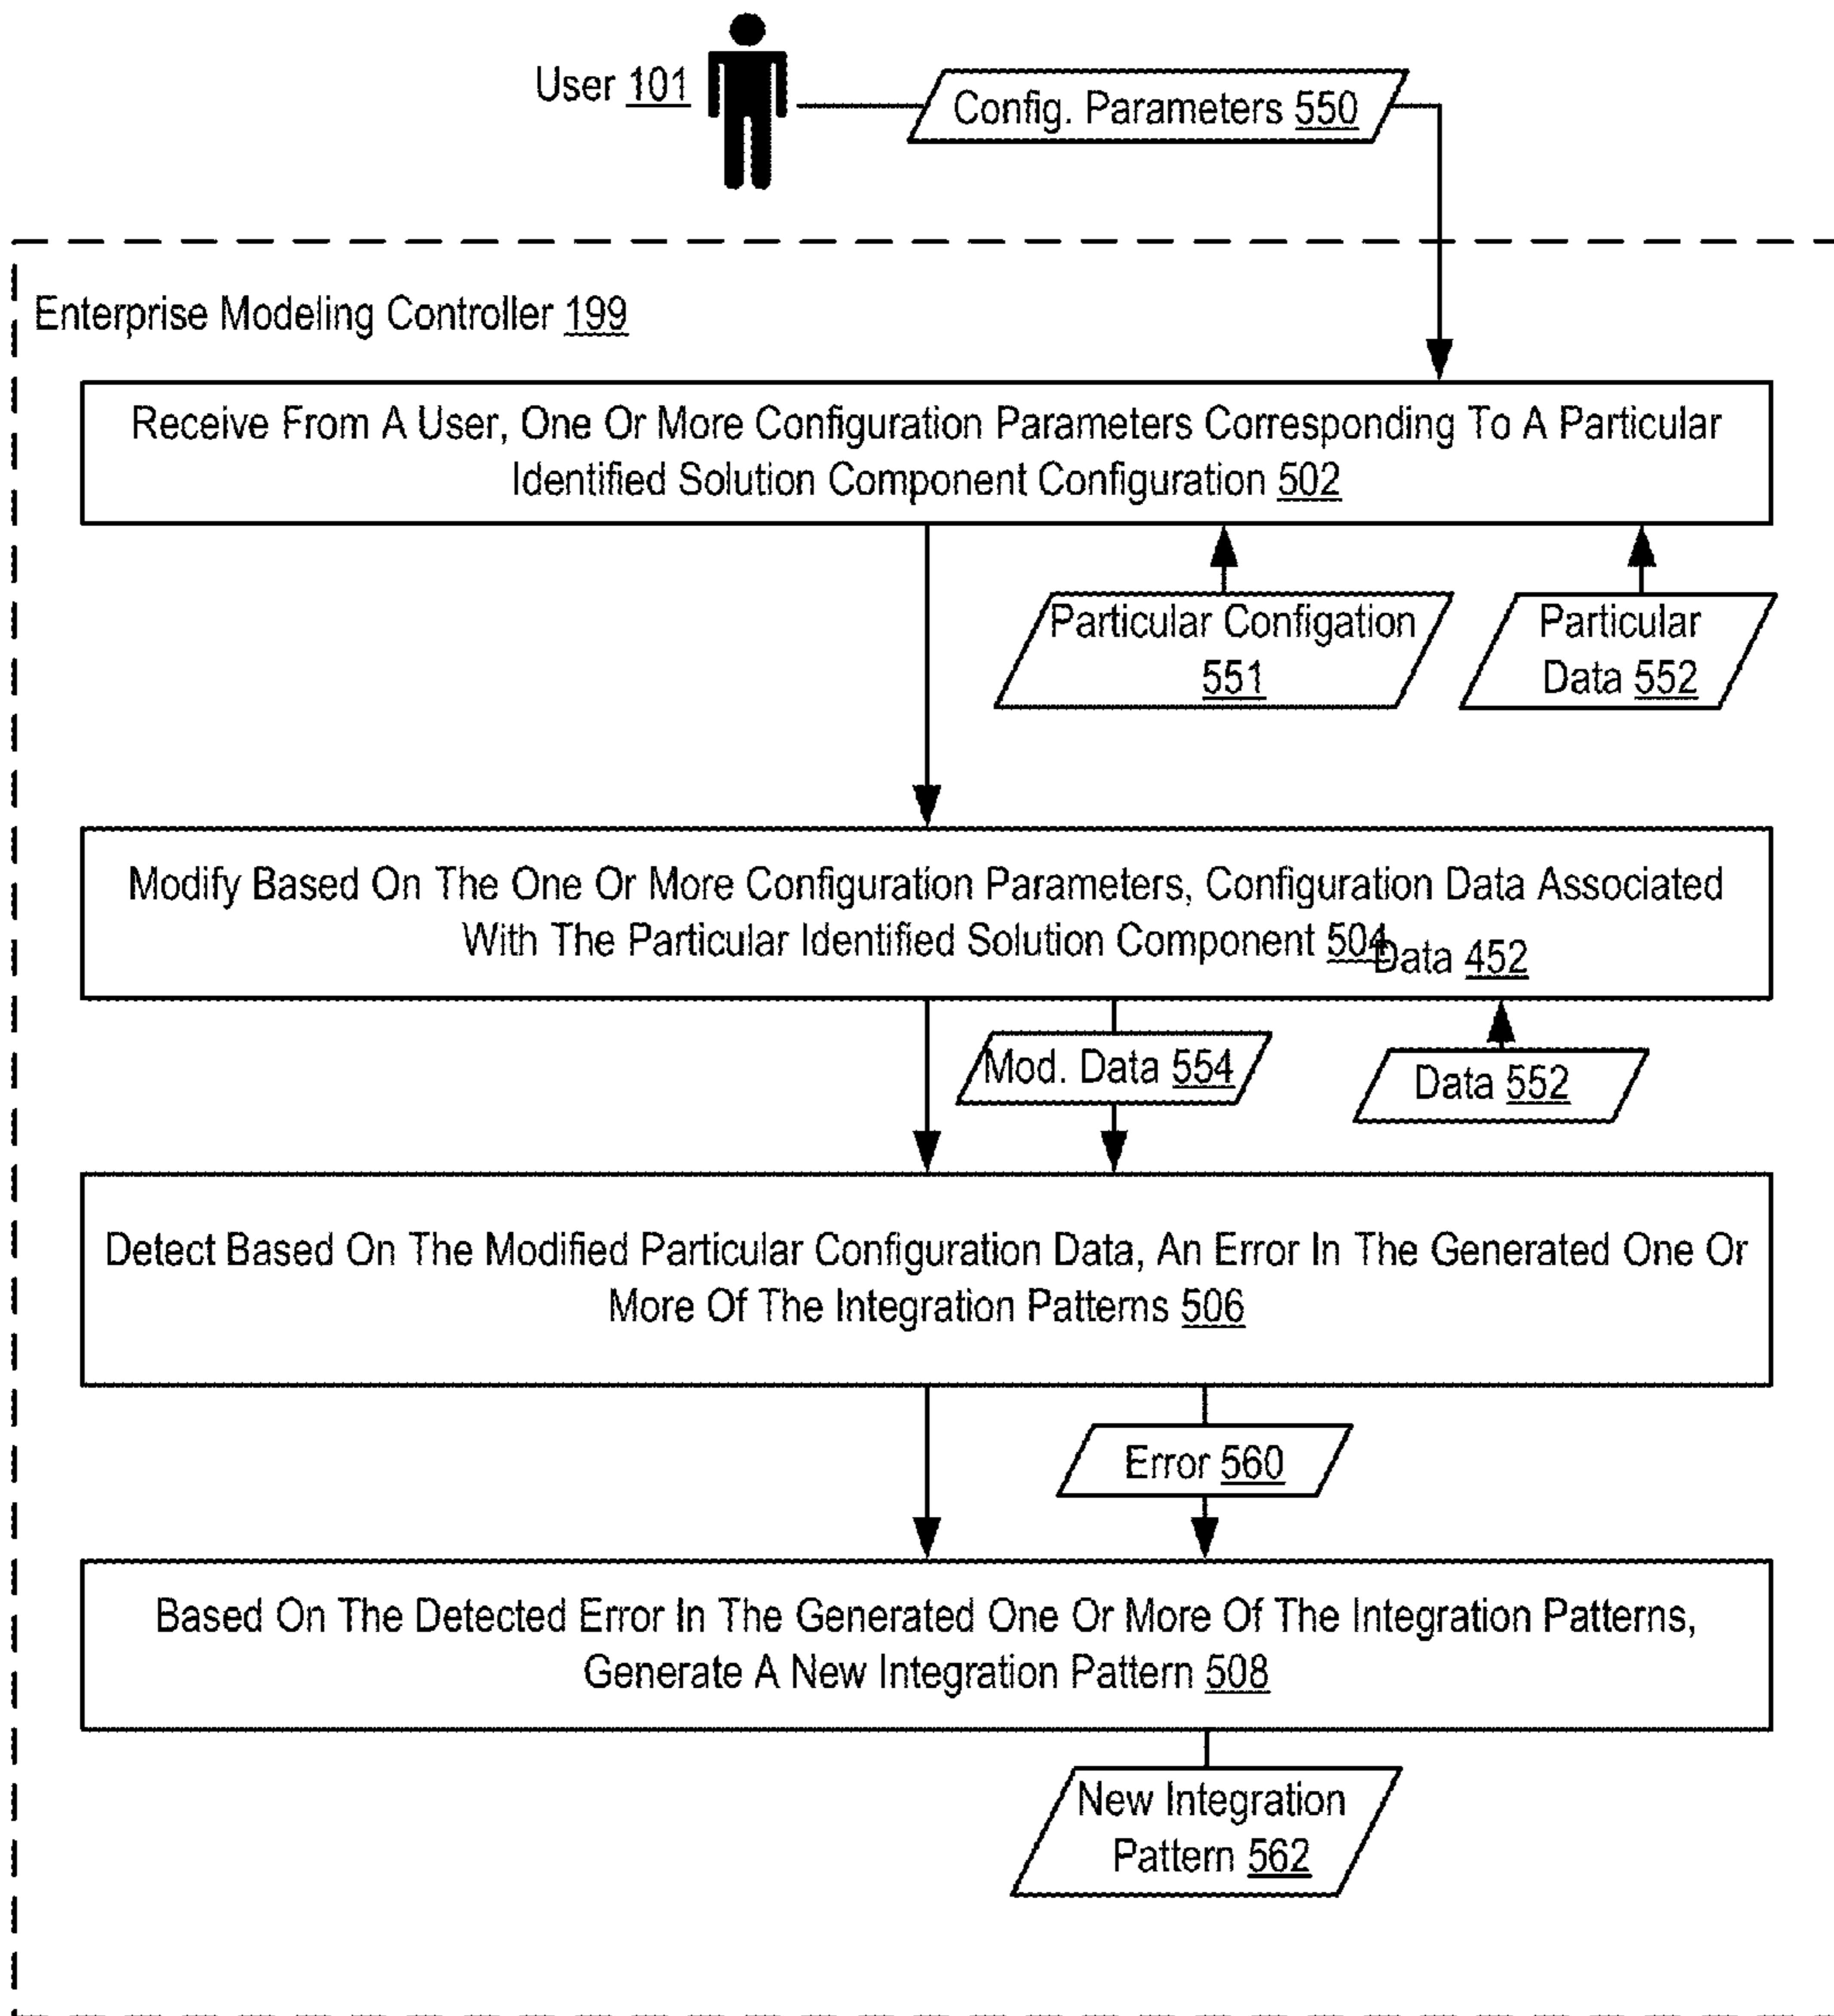 User 101
Config. Parameters 550
Enterprise Modeling Controller 199
Receive From A User, One Or More Configuration Parameters Corresponding To A Particular
Identified Solution Component Configuration 502
Particular Configation
551
Particular
Data 552
Modify Based On The One Or More Configuration Parameters, Configuration Data Associated
With The Particular Identified Solution Component 504
Data 452
Mod. Data 554
Data 552
Detect Based On The Modified Particular Configuration Data, An Error In The Generated One Or
More Of The Integration Patterns 506
Error 560
Based On The Detected Error In The Generated One Or More Of The Integration Patterns,
Generate A New Integration Pattern 508
New Integration
Pattern 562